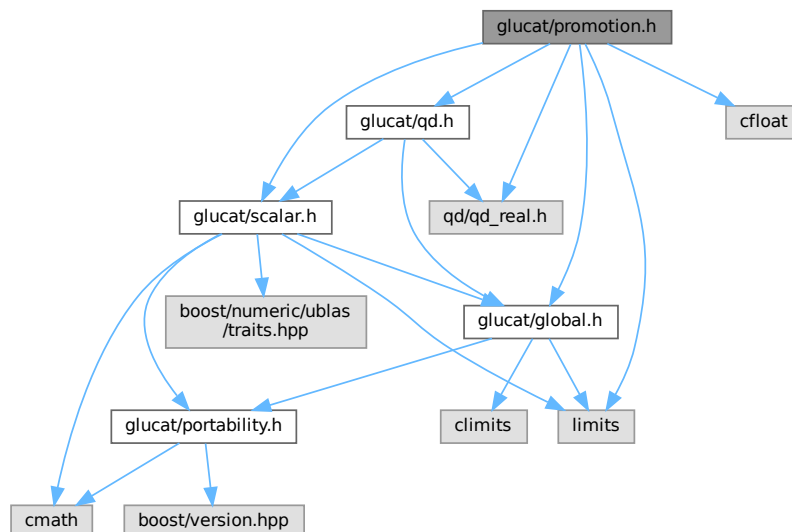 glucat/promotion.h
glucat/qd.h
cfloat
glucat/scalar.h
qd/qd_real.h
boost/numeric/ublas
/traits.hpp
glucat/global.h
glucat/portability.h
climits
limits
cmath
boost/version.hpp